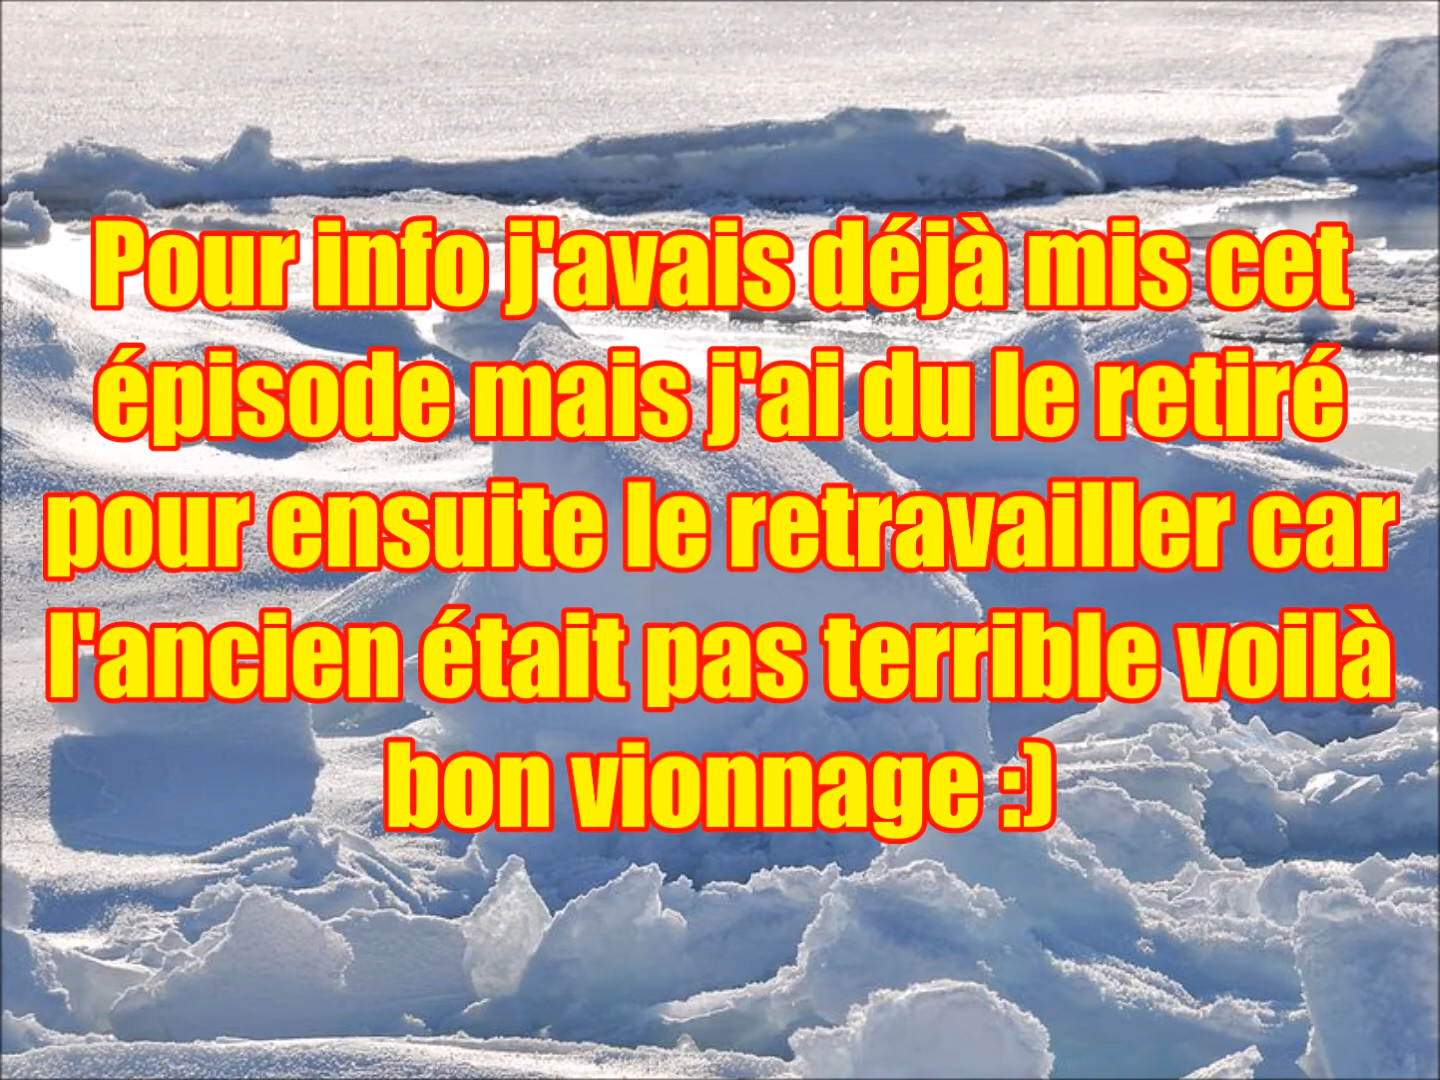 Pour info j'avais déjà mis cet
épisode mais j'ai du le retiré
pour ensuite le retravailler car
l'ancien était pas terrible voilà
bon vionnage :)